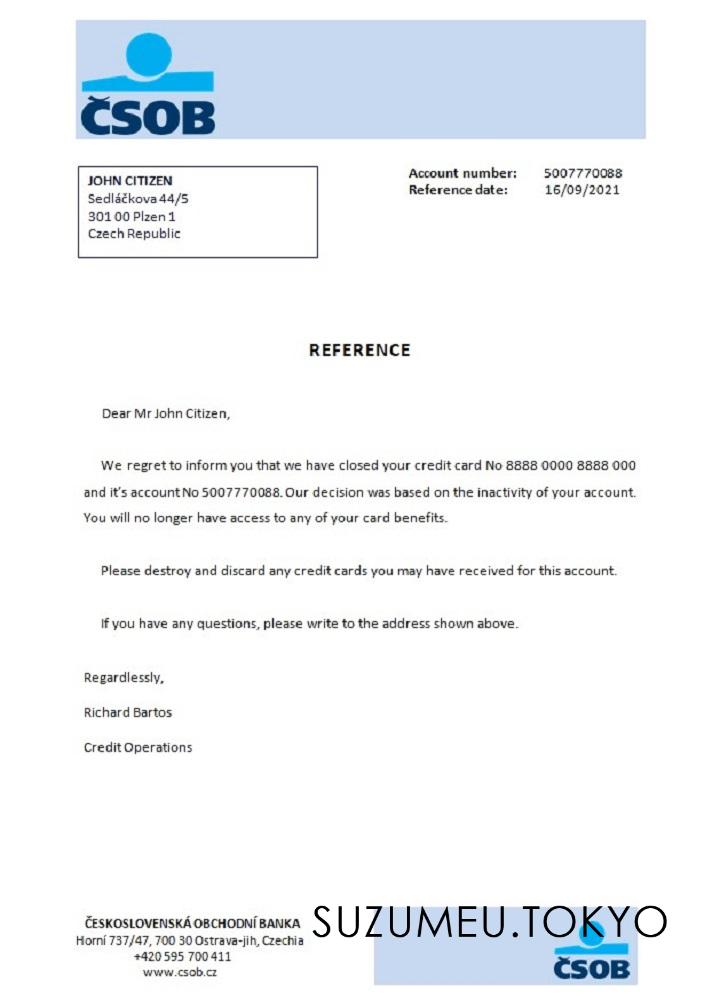 ČSOB
JOHN CITIZEN
Sedláčkova 44/5
301 00 Plzen 1
Czech Republic
Account number: 5007770088
Reference date: 16/09/2021
REFERENCE
Dear Mr John Citizen,
We regret to inform you that we have closed your credit card No 8888 0000 8888 000
and it's account No 5007770088. Our decision was based on the inactivity of your account.
You will no longer have access to any of your card benefits.
Please destroy and discard any credit cards you may have received for this account.
If you have any questions, please write to the address shown above.
Regardlessly,
Richard Bartos
Credit Operations
ČESKOSLOVENSKÁ OBCHODNÍ BANKA
Horní 737/47, 700 30 Ostrava-jih, Czechia
+420 595 700 411
www.csob.cz
SUZUMEU.TOKYO
ČSOB